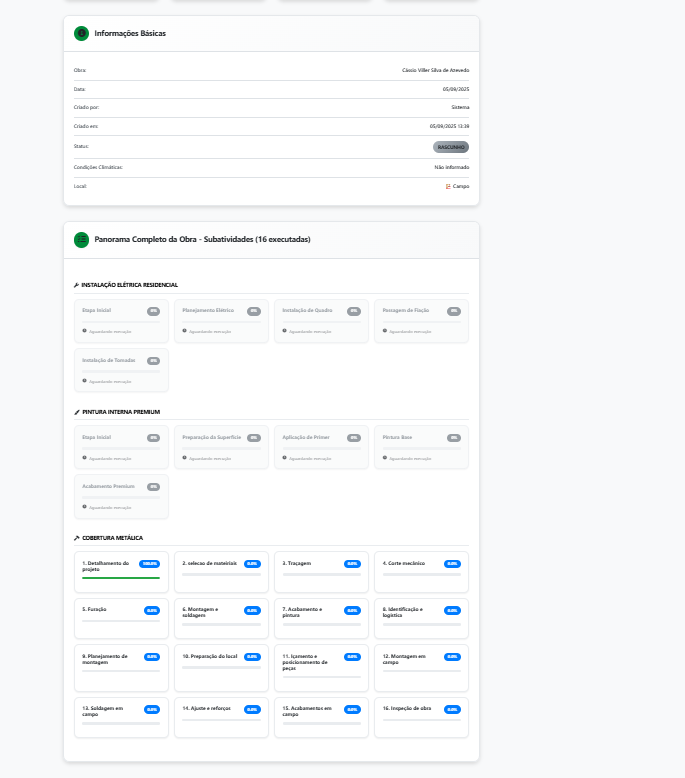 Informações Básicas
Obra: Cássio Viller Silva de Azevedo
Data: 05/09/2025
Criado por: Sistema
Criado em: 05/09/2025 13:39
Status: RASCUNHO
Condições Climáticas: Não informado
Local: Campo
Panorama Completo da Obra - Subatividades (16 executadas)
INSTALAÇÃO ELÉTRICA RESIDENCIAL
Etapa Inicial 0%
Aguardando execução
Planejamento Elétrico 0%
Aguardando execução
Instalação de Quadro 0%
Aguardando execução
Passagem de Fiação 0%
Aguardando execução
Instalação de Tomadas 0%
Aguardando execução
PINTURA INTERNA PREMIUM
Etapa Inicial 0%
Aguardando execução
Preparação da Superfície 0%
Aguardando execução
Aplicação de Primer 0%
Aguardando execução
Pintura Base 0%
Aguardando execução
Acabamento Premium 0%
Aguardando execução
COBERTURA METÁLICA
1. Detalhamento do 100.0%
projeto
2. selecao de mateiriais 0.0%
3. Traçagem 0.0%
4. Corte mecânico 0.0%
5. Furação 0.0%
6. Montagem e 0.0%
soldagem
7. Acabamento e 0.0%
pintura
8. Identificação e 0.0%
logística
9. Planejamento de 0.0%
montagem
10. Preparação do local 0.0%
11. Içamento e 0.0%
posicionamento de
peças
12. Montagem em 0.0%
campo
13. Soldagem em 0.0%
campo
14. Ajuste e reforços 0.0%
15. Acabamentos em 0.0%
campo
16. Inspeção de obra 0.0%